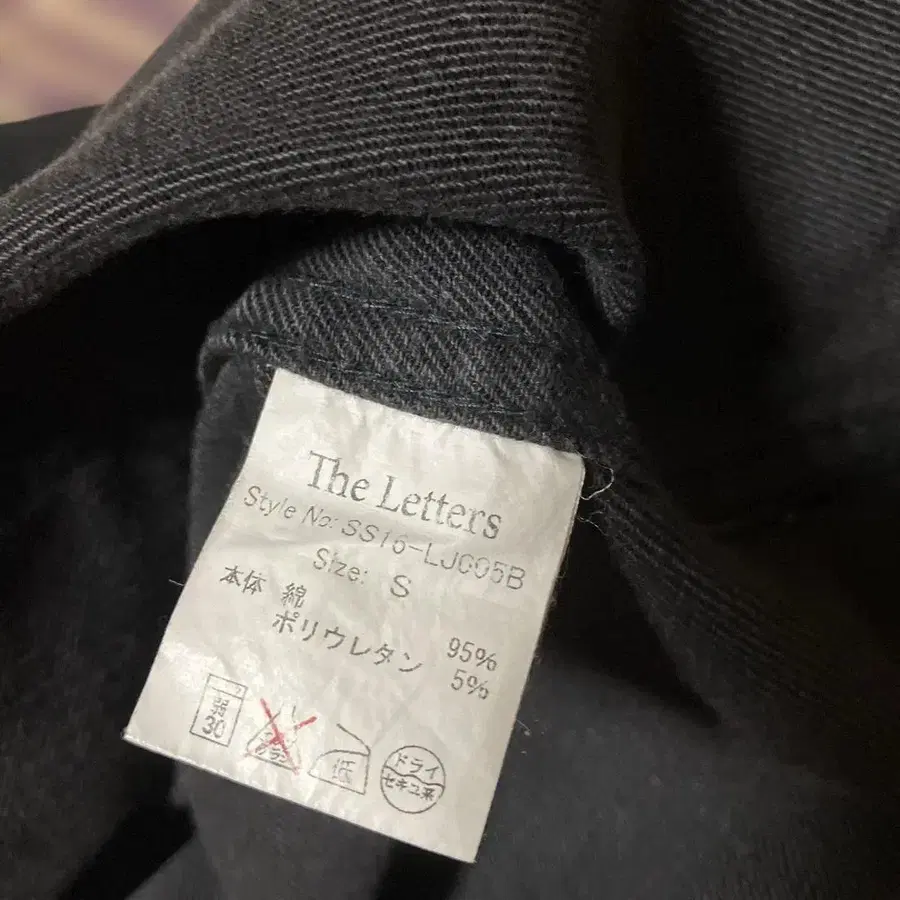 The Letters
Style No: SS16-LJ005B
Size: S
本体 綿 95%
ポリウレタン 5%
弱
30
低
ドライ
セキユ系